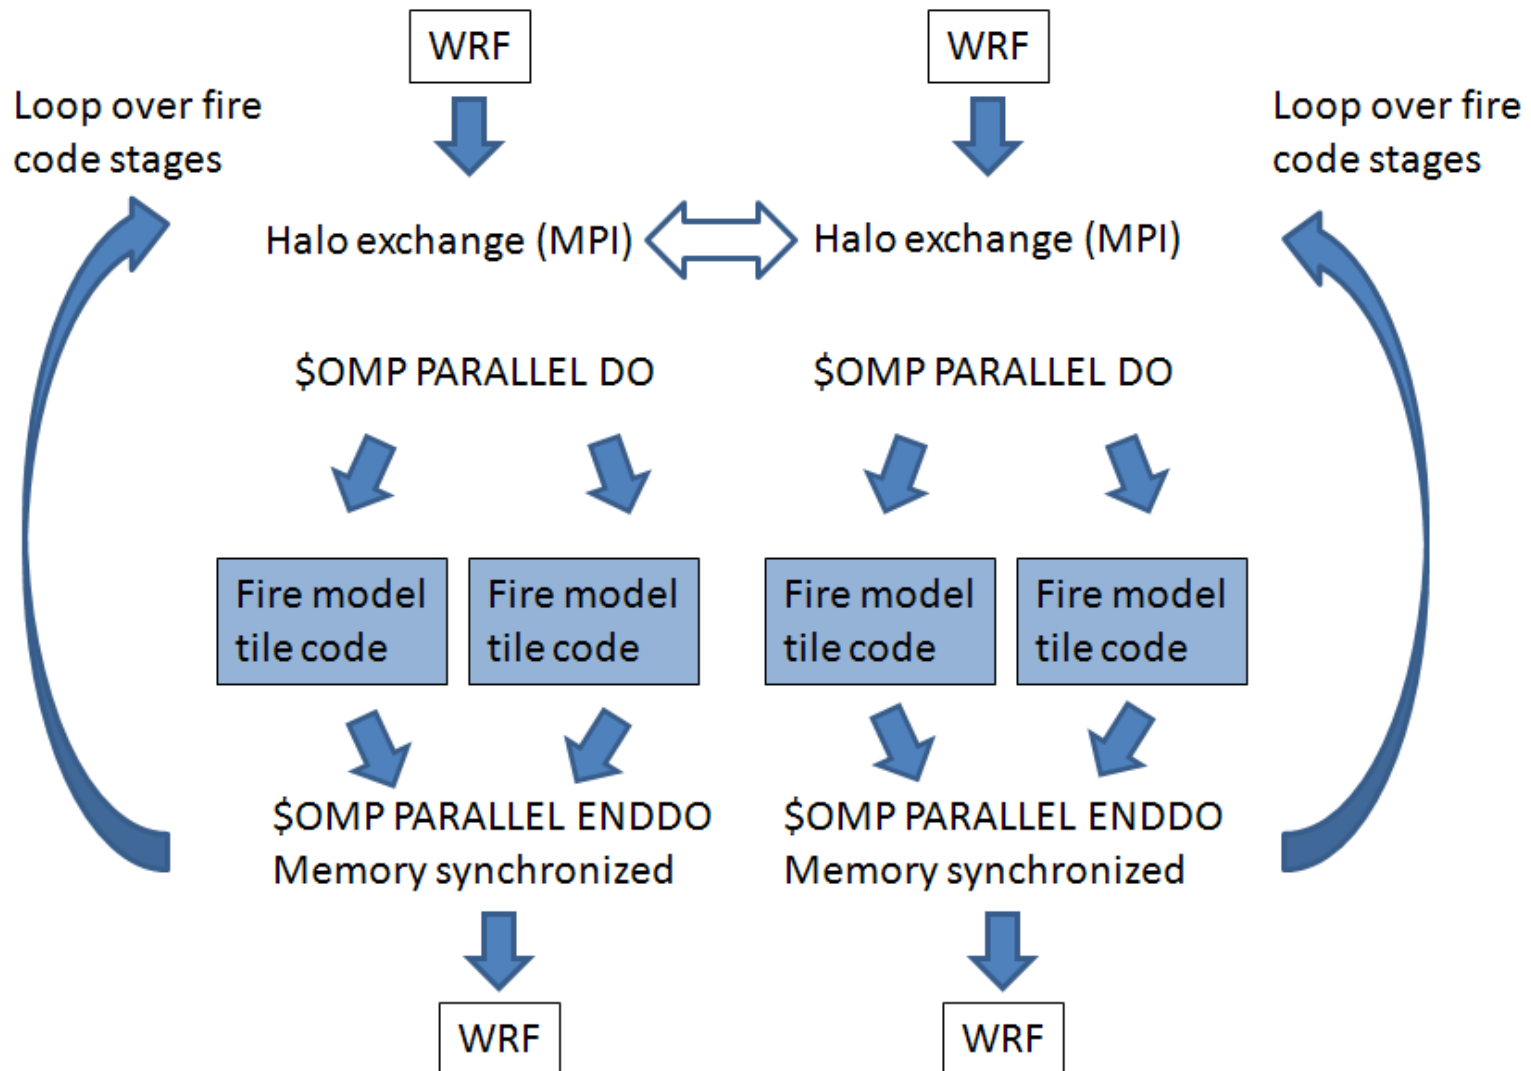 WRF
WRF
Loop over fire
code stages
Loop over fire
code stages
Halo exchange (MPI)
Halo exchange (MPI)
$OMP PARALLEL DO
$OMP PARALLEL DO
Fire model
tile code
Fire model
tile code
Fire model
tile code
Fire model
tile code
$OMP PARALLEL ENDDO
Memory synchronized
$OMP PARALLEL ENDDO
Memory synchronized
WRF
WRF